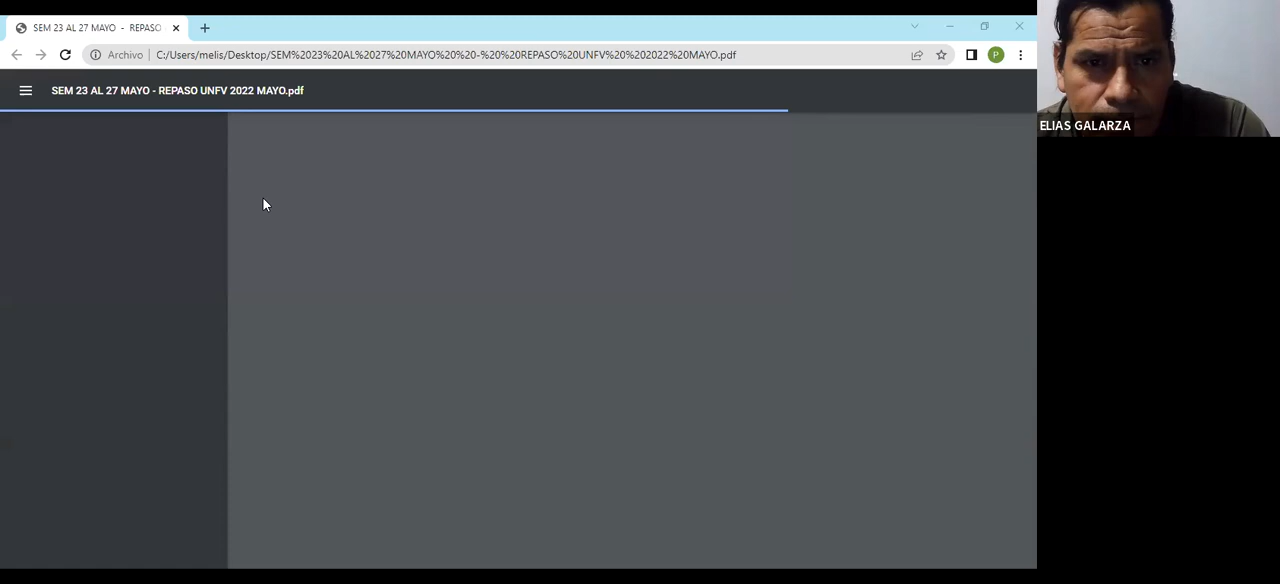 SEM 23 AL 27 MAYO - REPASO
Archivo
C:/Users/melis/Desktop/SEM%2023%20AL%2027%20MAYO%20%20-%20%20REPASO%20UNFV%20%202022%20MAYO.pdf
P
SEM 23 AL 27 MAYO - REPASO UNFV 2022 MAYO.pdf
ELIAS GALARZA